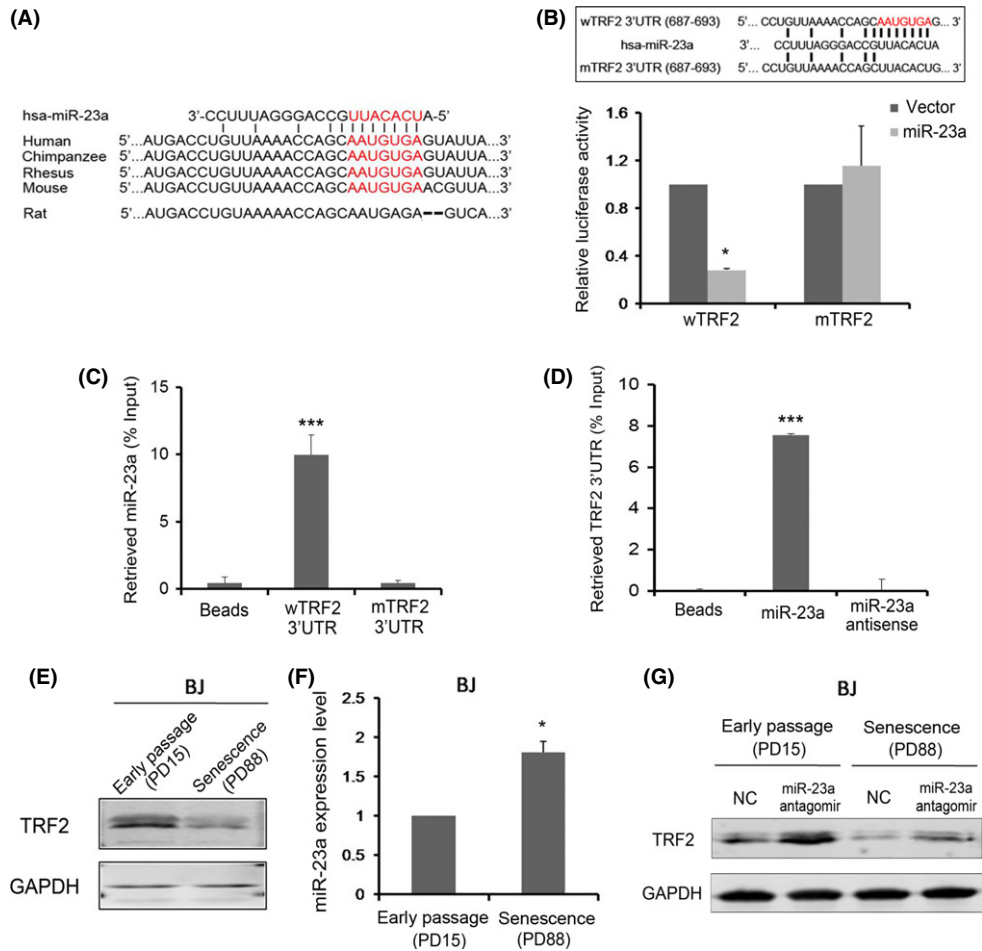 (A)
hsa-miR-23a 3'-CCUUUAGGGACCGUUACACUA-5'
Human 5'...AUGACCUGUUAAAACCAGCAAUGUGAGUAUUA...3'
Chimpanzee 5'...AUGACCUGUUAAAACCAGCAAUGUGAGUAUUA...3'
Rhesus 5'...AUGACCUGUUAAAACCAGCAAUGUGAGUAUUA...3'
Mouse 5'...AUGACCUGUUAAAACCAGCAAUGUGAACGUUA...3'
Rat 5'...AUGACCUGUAAAAACCAGCAAUGAGA--GUCA...3'
(B)
wTRF2 3'UTR (687-693) 5'... CCUGUUAAAACCAGCAAUGUGAG... 3'
hsa-miR-23a 3'... CCUUUAGGGACCGUUACACUA
mTRF2 3'UTR (687-693) 5'... CCUGUUAAAACCAGCUUACACUG... 3'
Relative luciferase activity
1.6
1.2
0.8
0.4
0
Vector
miR-23a
*
wTRF2 mTRF2
(C)
Retrieved miR-23a (% Input)
15
10
5
0
***
Beads wTRF2 3'UTR mTRF2 3'UTR
(D)
Retrieved TRF2 3'UTR (% Input)
10
8
6
4
2
0
***
Beads miR-23a miR-23a antisense
(E)
BJ
Early passage (PD15)
Senescence (PD88)
TRF2
GAPDH
(F)
BJ
miR-23a expression level
2.5
2
1.5
1
0.5
0
*
Early passage (PD15)
Senescence (PD88)
(G)
BJ
Early passage (PD15)
Senescence (PD88)
NC miR-23a antagomir NC miR-23a antagomir
TRF2
GAPDH